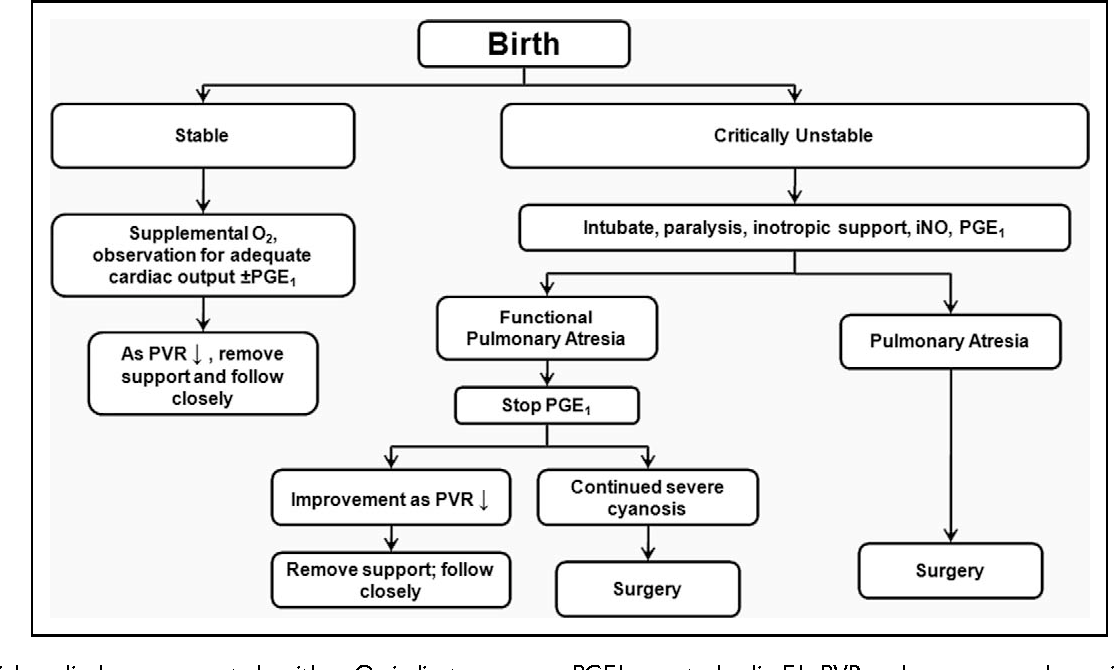 Birth
Stable
Critically Unstable
Supplemental O₂,
observation for adequate
cardiac output ±PGE₁
Intubate, paralysis, inotropic support, iNO, PGE₁
As PVR ↓ , remove
support and follow
closely
Functional
Pulmonary Atresia
Pulmonary Atresia
Stop PGE₁
Improvement as PVR ↓
Continued severe
cyanosis
Remove support; follow
closely
Surgery
Surgery